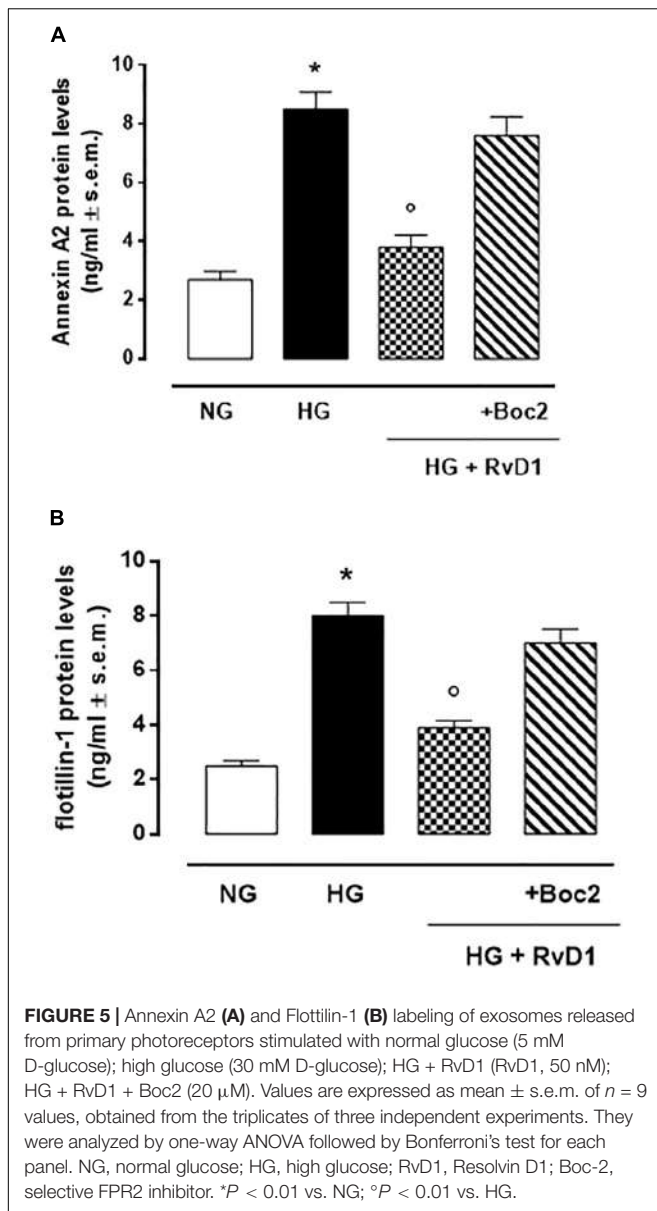 A
Annexin A2 protein levels
(ng/ml ± s.e.m.)
10
8
6
4
2
0
*
°
NG
HG
+Boc2
HG + RvD1
B
flotillin-1 protein levels
(ng/ml ± s.e.m.)
10
8
6
4
2
0
*
°
NG
HG
+Boc2
HG + RvD1
FIGURE 5 | Annexin A2 (A) and Flottilin-1 (B) labeling of exosomes released
from primary photoreceptors stimulated with normal glucose (5 mM
D-glucose); high glucose (30 mM D-glucose); HG + RvD1 (RvD1, 50 nM);
HG + RvD1 + Boc2 (20 μM). Values are expressed as mean ± s.e.m. of n = 9
values, obtained from the triplicates of three independent experiments. They
were analyzed by one-way ANOVA followed by Bonferroni's test for each
panel. NG, normal glucose; HG, high glucose; RvD1, Resolvin D1; Boc-2,
selective FPR2 inhibitor. *P < 0.01 vs. NG; °P < 0.01 vs. HG.